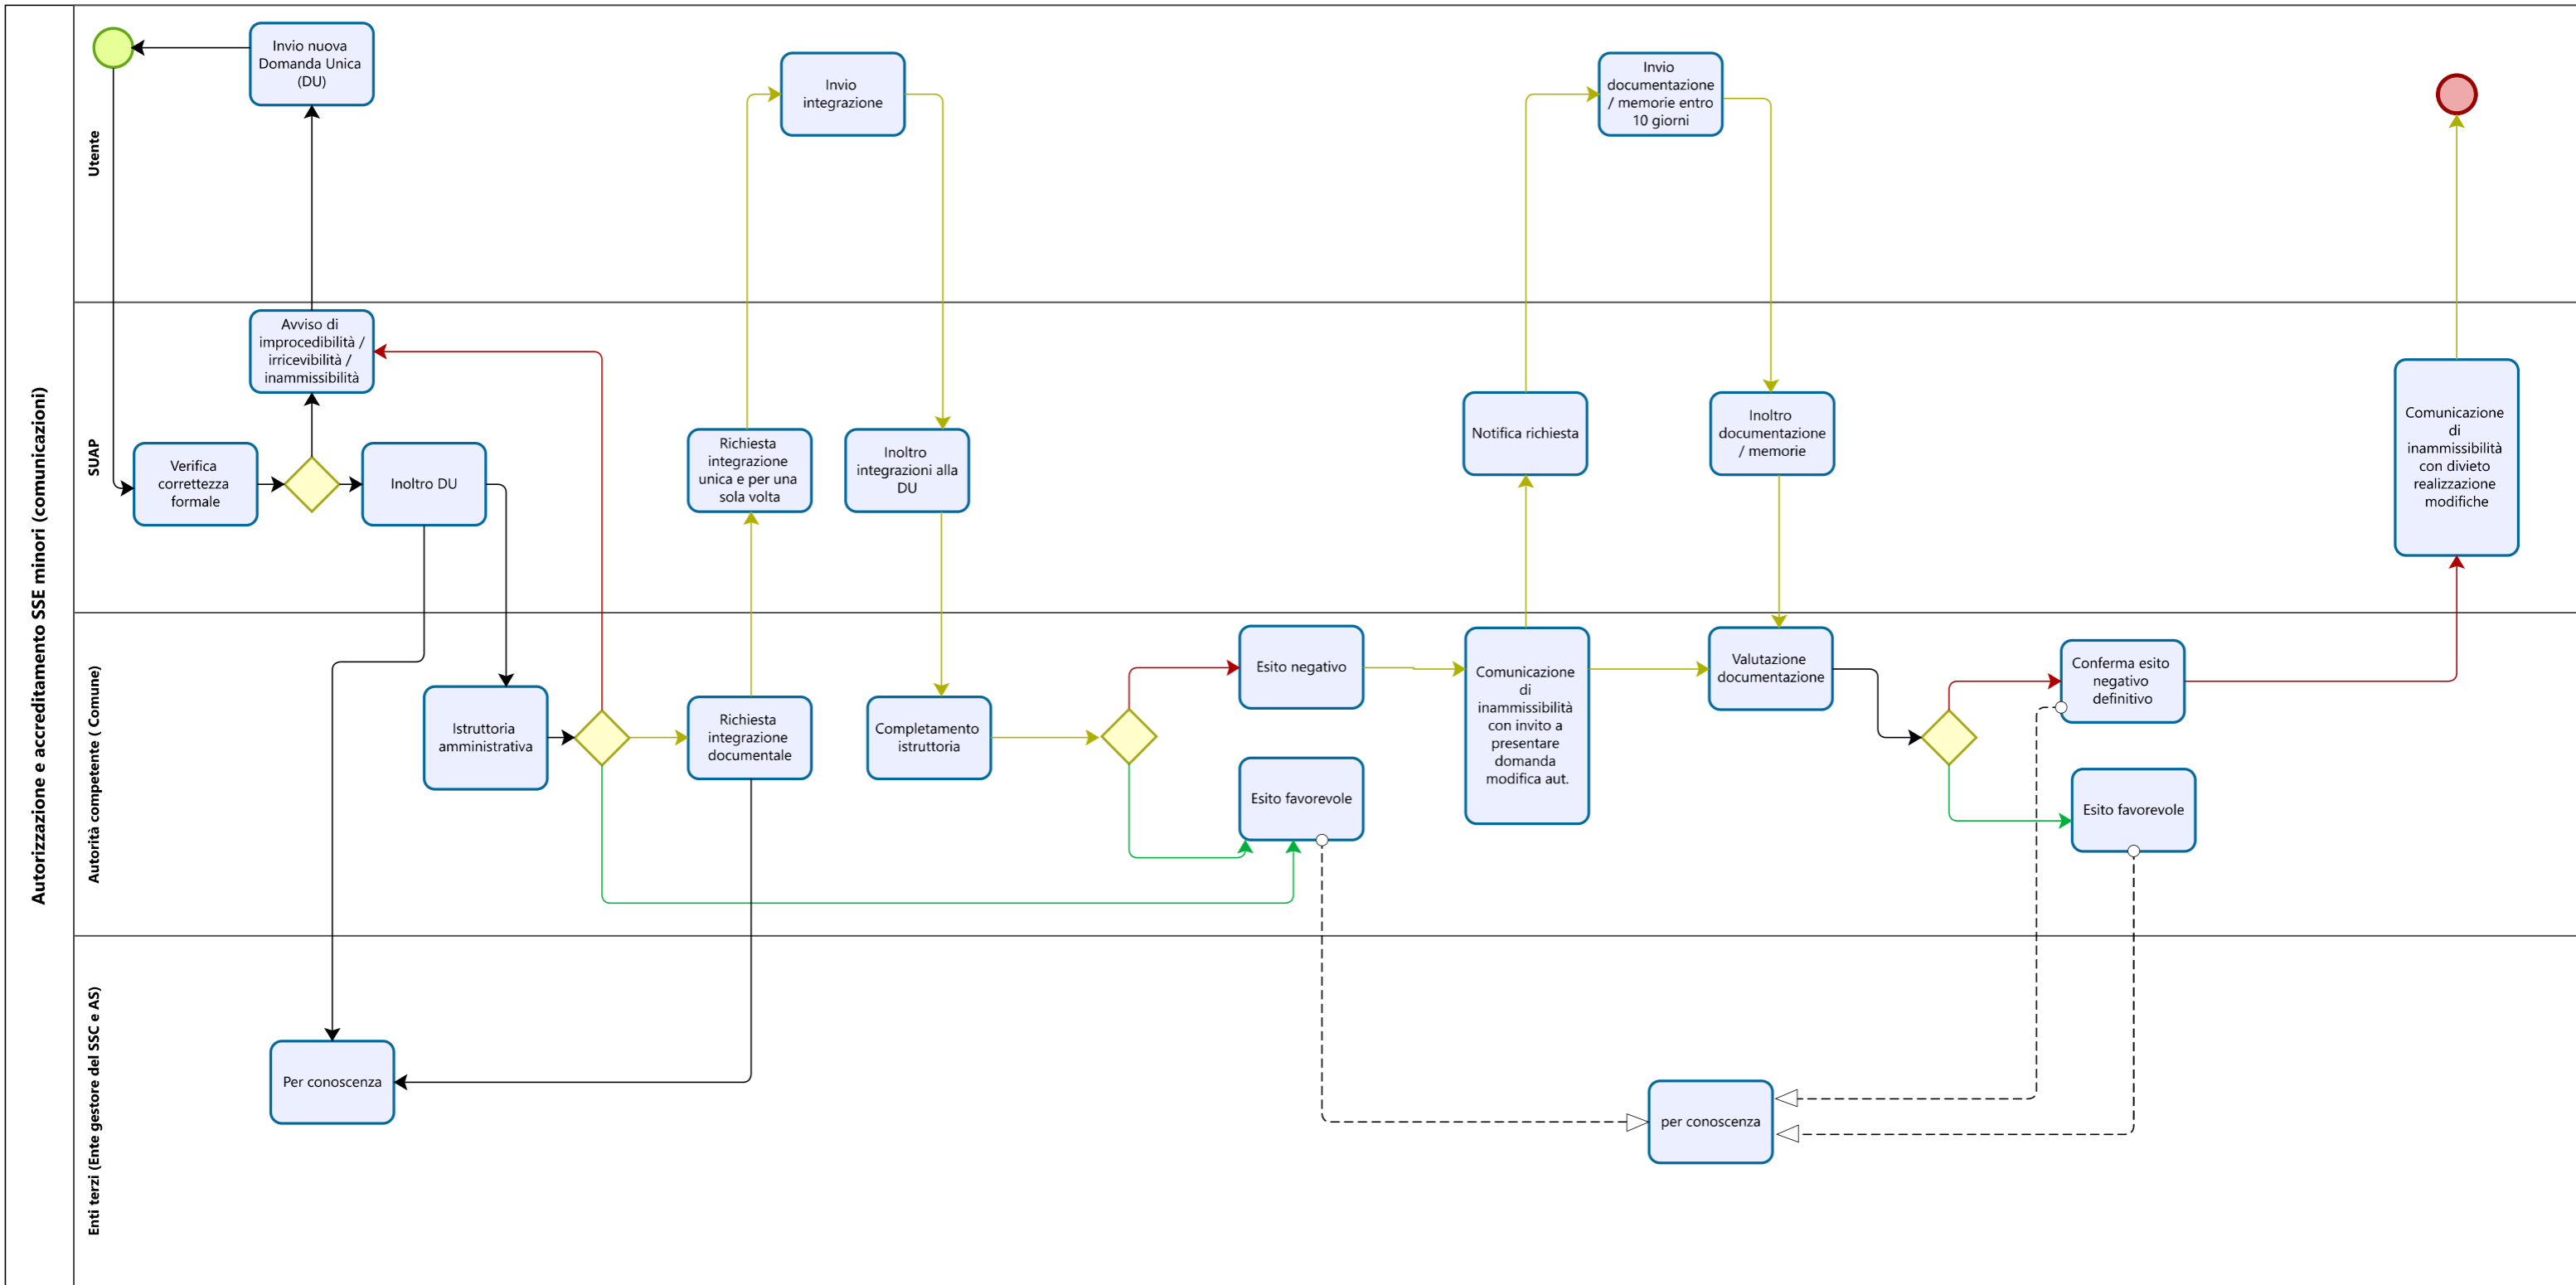 Autorizzazione e accreditamento SSE minori (comunicazioni)
Utente
Invio nuova
Domanda Unica
(DU)
Invio
integrazione
Invio
documentazione
/ memorie entro
10 giorni
SUAP
Avviso di
improcedibilità /
irricevibilità /
inammissibilità
Verifica
correttezza
formale
Inoltro DU
Richiesta
integrazione
unica e per una
sola volta
Inoltro
integrazioni alla
DU
Notifica richiesta
Inoltro
documentazione
/ memorie
Comunicazione
di
inammissibilità
con divieto
realizzazione
modifiche
Autorità competente ( Comune)
Istruttoria
amministrativa
Richiesta
integrazione
documentale
Completamento
istruttoria
Esito negativo
Esito favorevole
Comunicazione
di
inammissibilità
con invito a
presentare
domanda
modifica aut.
Valutazione
documentazione
Conferma esito
negativo
definitivo
Esito favorevole
Enti terzi (Ente gestore del SSC e AS)
Per conoscenza
per conoscenza